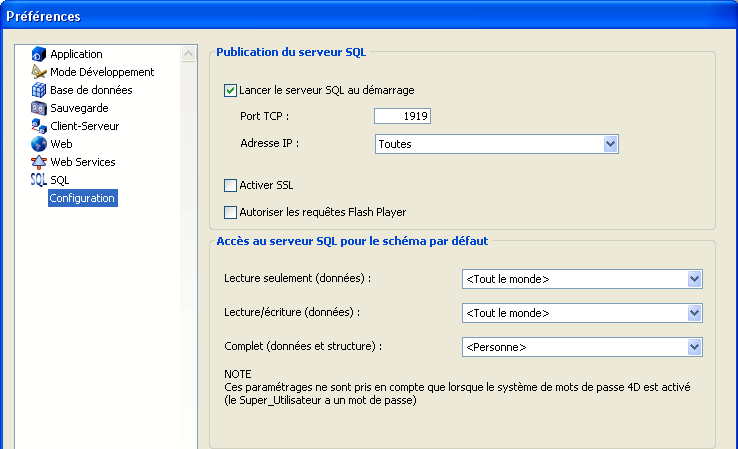 Préférences
Application
Mode Développement
Base de données
Sauvegarde
Client-Serveur
Web
Web Services
SQL SQL
Configuration
Publication du serveur SQL
Lancer le serveur SQL au démarrage
Port TCP : 1919
Adresse IP : Toutes
Activer SSL
Autoriser les requêtes Flash Player
Accès au serveur SQL pour le schéma par défaut
Lecture seulement (données) : <Tout le monde>
Lecture/écriture (données) : <Tout le monde>
Complet (données et structure) : <Personne>
NOTE
Ces paramétrages ne sont pris en compte que lorsque le système de mots de passe 4D est activé
(le Super_Utilisateur a un mot de passe)